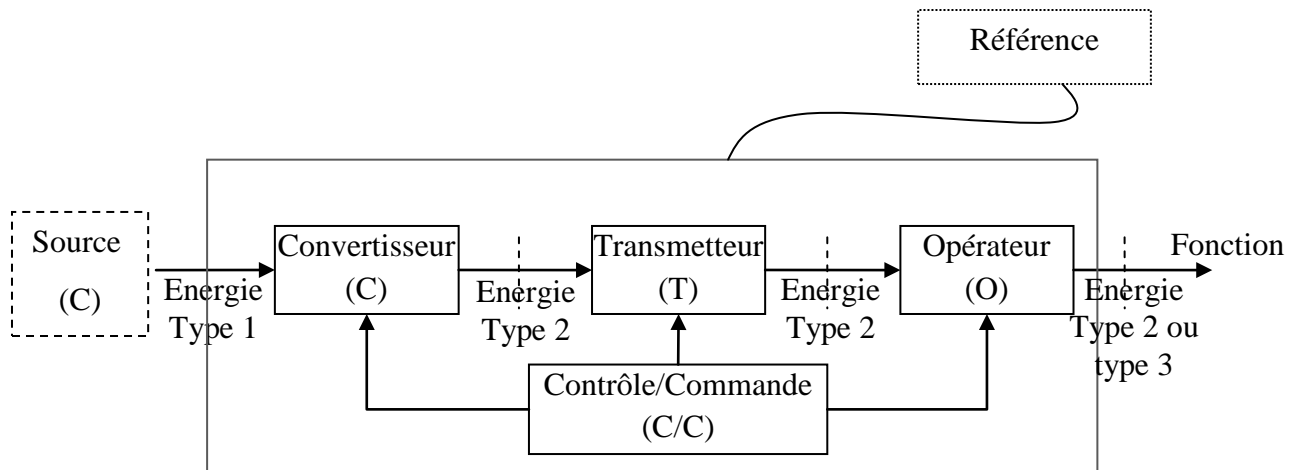 Référence
Source
(C)
Energie
Type 1
Convertisseur
(C)
Energie
Type 2
Transmetteur
(T)
Energie
Type 2
Opérateur
(O)
Fonction
Energie
Type 2 ou
type 3
Contrôle/Commande
(C/C)